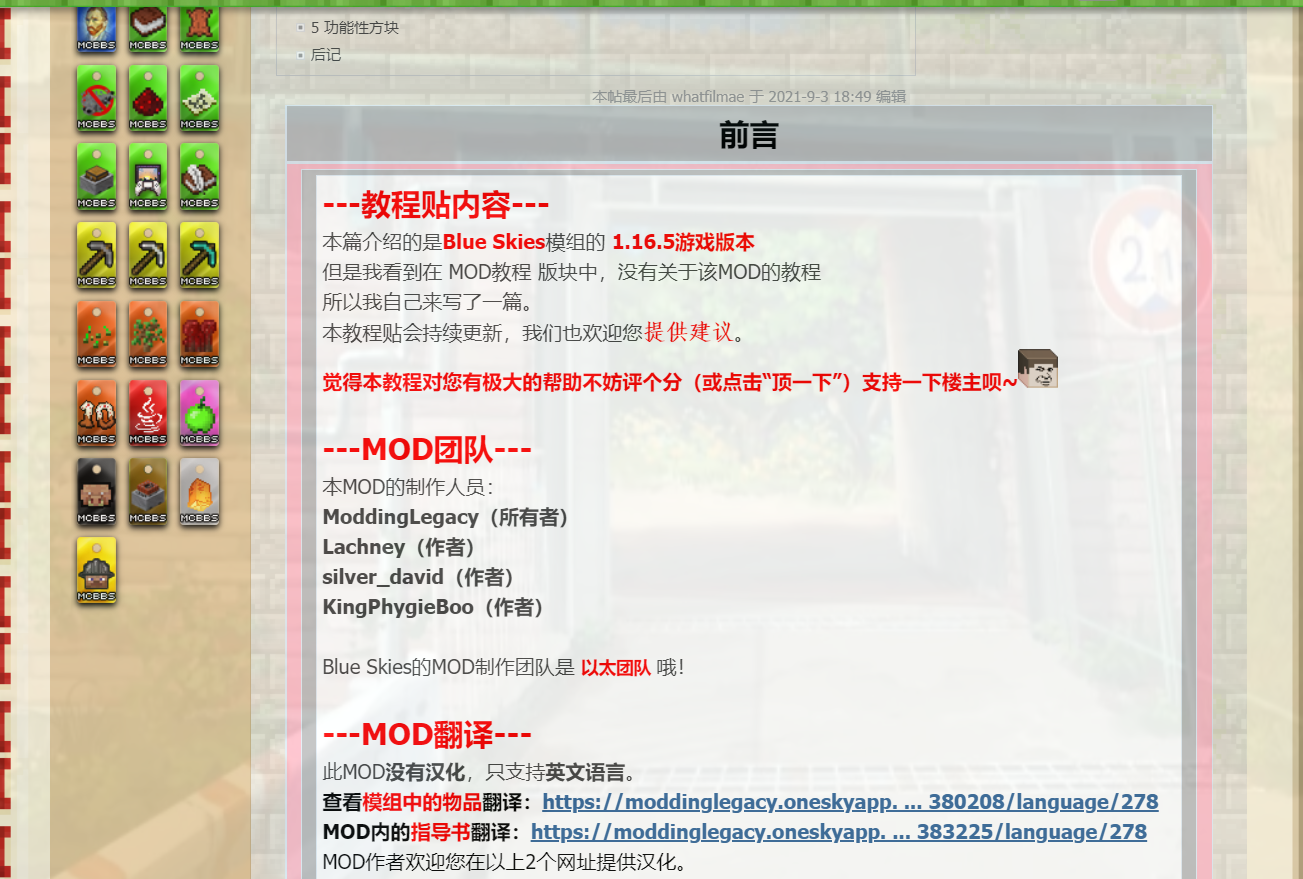 5 功能性方块
后记
本帖最后由 whatfilmae 于 2021-9-3 18:49 编辑
前言
---教程贴内容---
本篇介绍的是Blue Skies模组的 1.16.5游戏版本
但是我看到在 MOD教程 版块中，没有关于该MOD的教程
所以我自己来写了一篇。
本教程贴会持续更新，我们也欢迎您提供建议。
觉得本教程对您有极大的帮助不妨评个分（或点击“顶一下”）支持一下楼主呗~
---MOD团队---
本MOD的制作人员：
ModdingLegacy（所有者）
Lachney（作者）
silver_david（作者）
KingPhygieBoo（作者）
Blue Skies的MOD制作团队是 以太团队 哦！
---MOD翻译---
此MOD没有汉化，只支持英文语言。
查看模组中的物品翻译：https://moddinglegacy.oneskyapp. ... 380208/language/278
MOD内的指导书翻译：https://moddinglegacy.oneskyapp. ... 383225/language/278
MOD作者欢迎您在以上2个网址提供汉化。
MCBBS MCBBS MCBBS
MCBBS MCBBS MCBBS
MCBBS MCBBS MCBBS
MCBBS MCBBS MCBBS
MCBBS MCBBS MCBBS
10
MCBBS MCBBS MCBBS
MCBBS MCBBS MCBBS
MCBBS